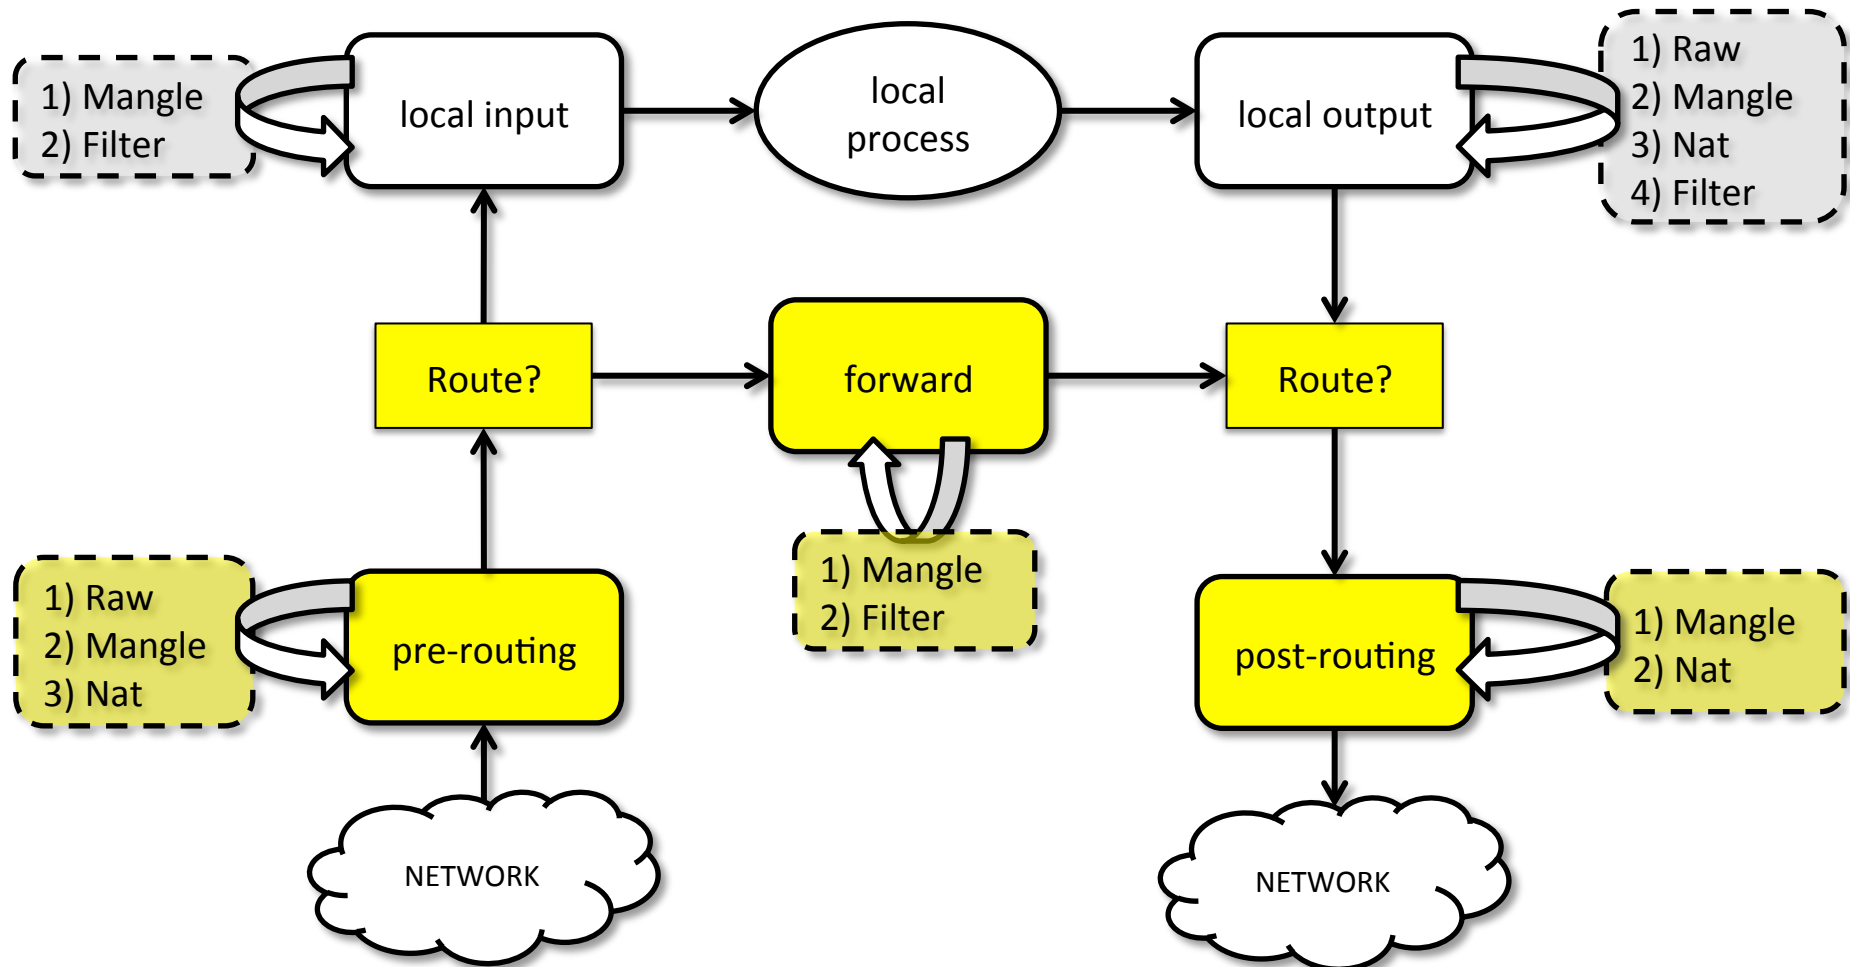 1) Mangle
2) Filter
local input
local
process
local output
1) Raw
2) Mangle
3) Nat
4) Filter
Route?
forward
Route?
1) Raw
2) Mangle
3) Nat
pre-routing
1) Mangle
2) Filter
post-routing
1) Mangle
2) Nat
NETWORK
NETWORK